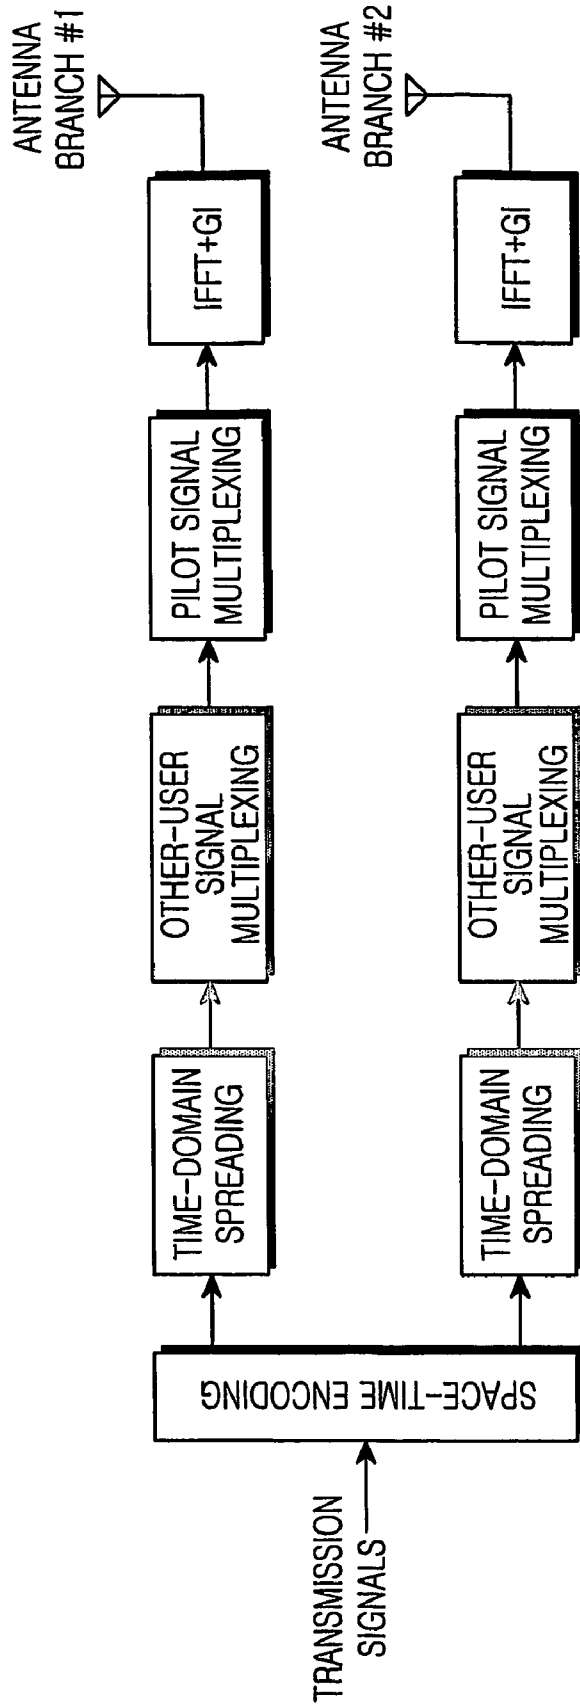 TRANSMISSION
SIGNALS
SPACE-TIME ENCODING
TIME-DOMAIN
SPREADING
OTHER-USER
SIGNAL
MULTIPLEXING
PILOT SIGNAL
MULTIPLEXING
IFFT+GI
ANTENNA
BRANCH #1
TIME-DOMAIN
SPREADING
OTHER-USER
SIGNAL
MULTIPLEXING
PILOT SIGNAL
MULTIPLEXING
IFFT+GI
ANTENNA
BRANCH #2